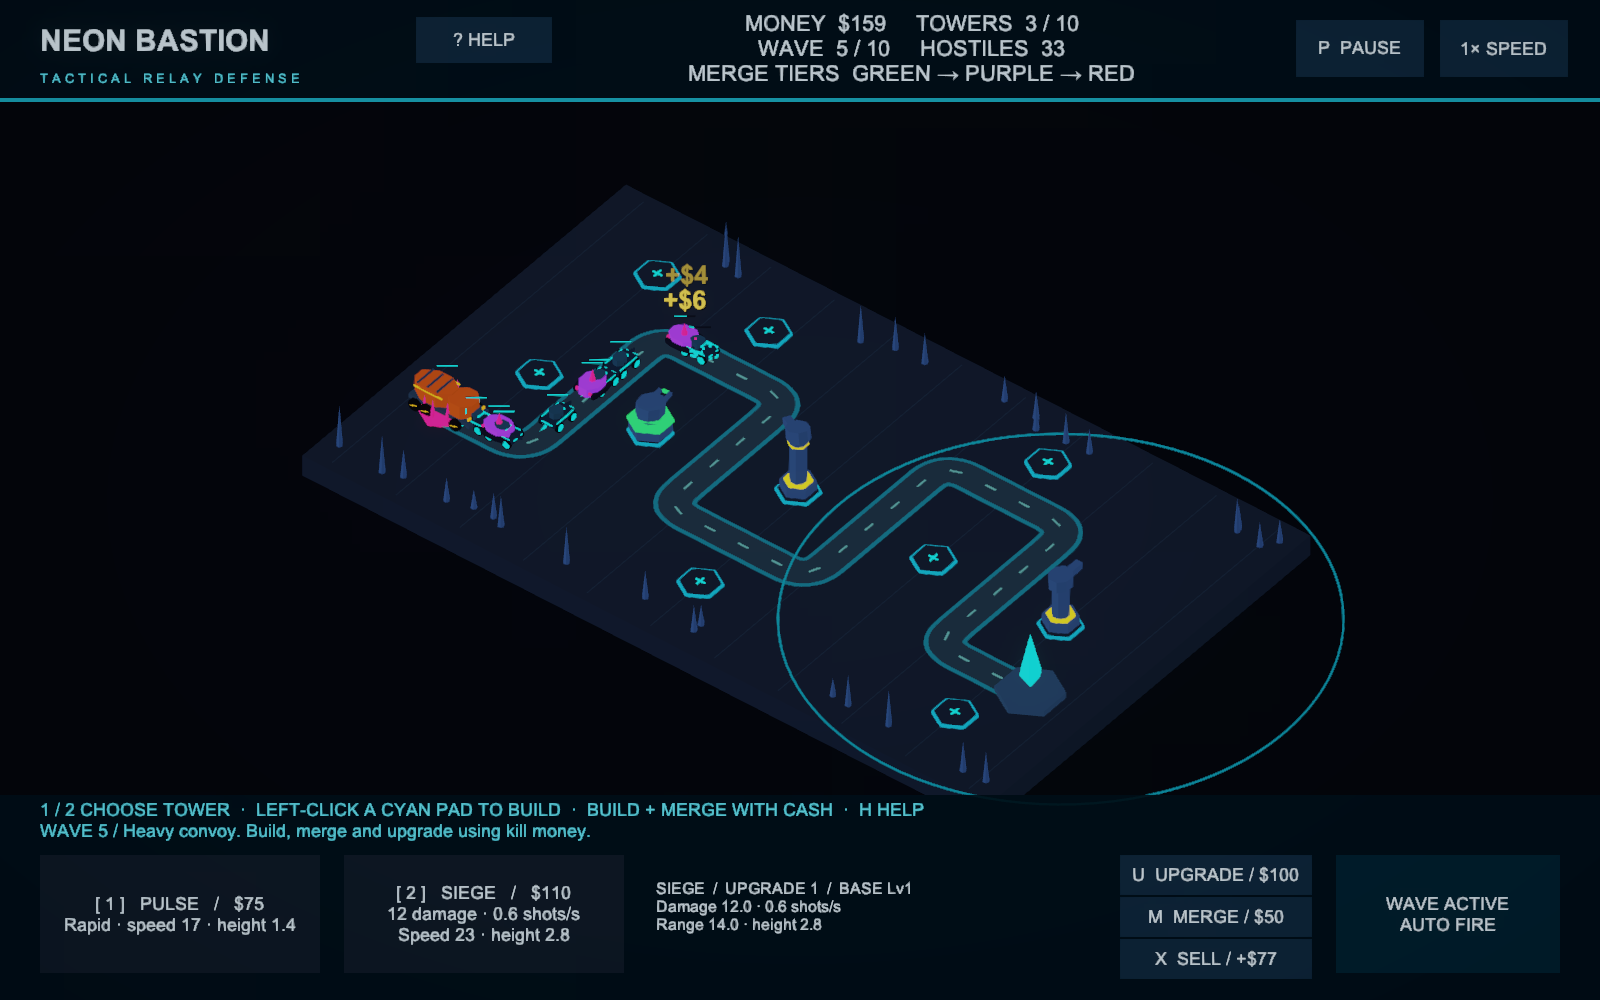 NEON BASTION
TACTICAL RELAY DEFENSE
? HELP
MONEY $159 TOWERS 3 / 10
WAVE 5 / 10 HOSTILES 33
MERGE TIERS GREEN → PURPLE → RED
P PAUSE
1× SPEED
+$4
+$6
1 / 2 CHOOSE TOWER · LEFT-CLICK A CYAN PAD TO BUILD · BUILD + MERGE WITH CASH · H HELP
WAVE 5 / Heavy convoy. Build, merge and upgrade using kill money.
[ 1 ] PULSE / $75
Rapid · speed 17 · height 1.4
[ 2 ] SIEGE / $110
12 damage · 0.6 shots/s
Speed 23 · height 2.8
SIEGE / UPGRADE 1 / BASE Lv1
Damage 12.0 · 0.6 shots/s
Range 14.0 · height 2.8
U UPGRADE / $100
M MERGE / $50
X SELL / +$77
WAVE ACTIVE
AUTO FIRE